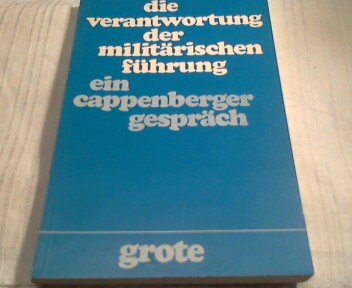 die
verantwortung
der
militärischen
führung
ein
cappenberger
gespräch
grote